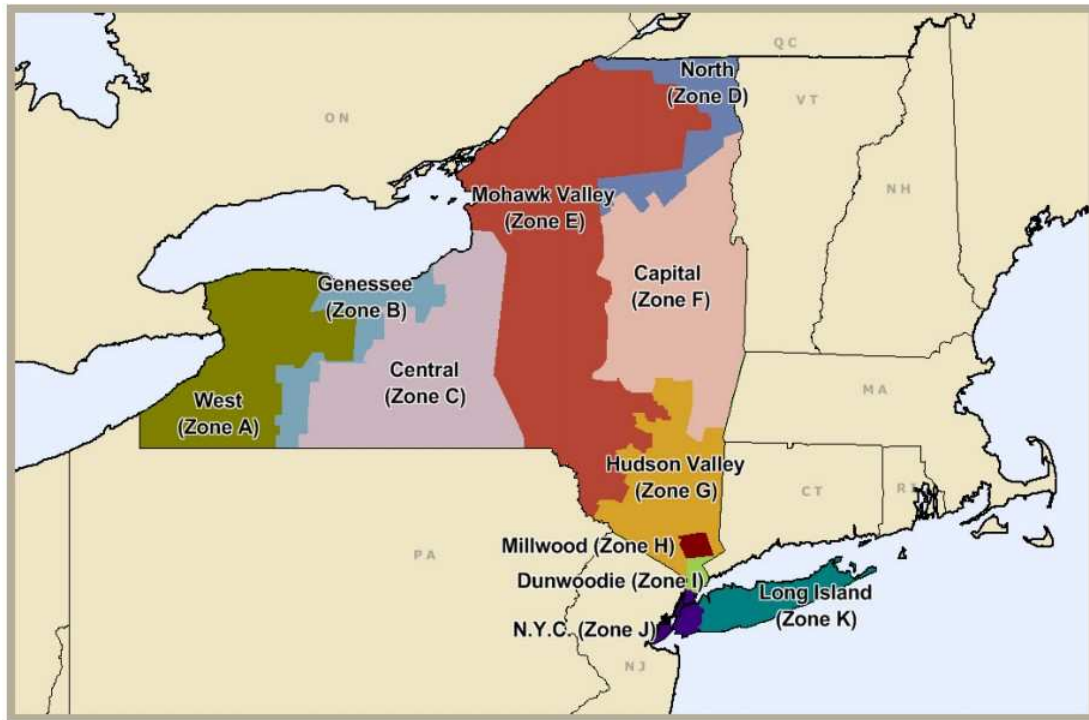 QC
North
(Zone D)
VT
ON
NH
Mohawk Valley
(Zone E)
Capital
(Zone F)
Genessee
(Zone B)
Central
(Zone C)
MA
West
(Zone A)
Hudson Valley
(Zone G)
CT
RI
PA
Millwood (Zone H)
Dunwoodie (Zone I)
Long Island
(Zone K)
N.Y.C. (Zone J)
NJ